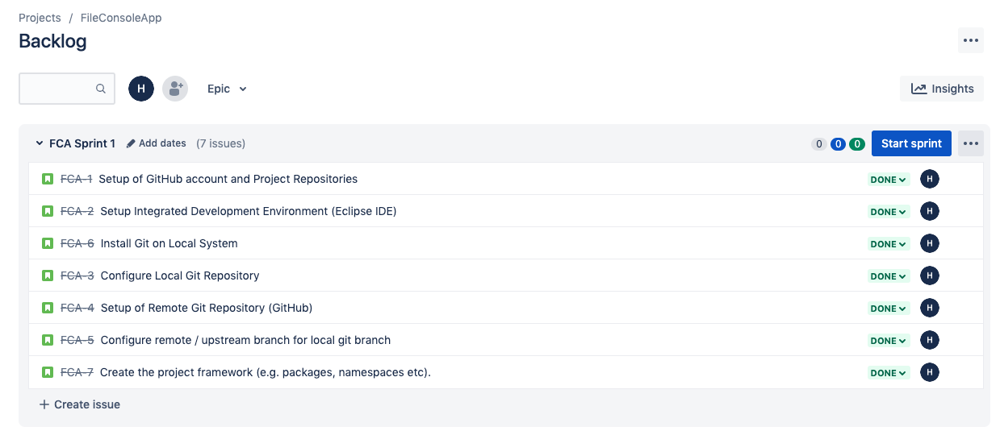 Projects / FileConsoleApp
Backlog
H Epic Insights
FCA Sprint 1 Add dates (7 issues) 0 0 0 Start sprint
FCA-1 Setup of GitHub account and Project Repositories DONE H
FCA-2 Setup Integrated Development Environment (Eclipse IDE) DONE H
FCA-6 Install Git on Local System DONE H
FCA-3 Configure Local Git Repository DONE H
FCA-4 Setup of Remote Git Repository (GitHub) DONE H
FCA-5 Configure remote / upstream branch for local git branch DONE H
FCA-7 Create the project framework (e.g. packages, namespaces etc). DONE H
+ Create issue